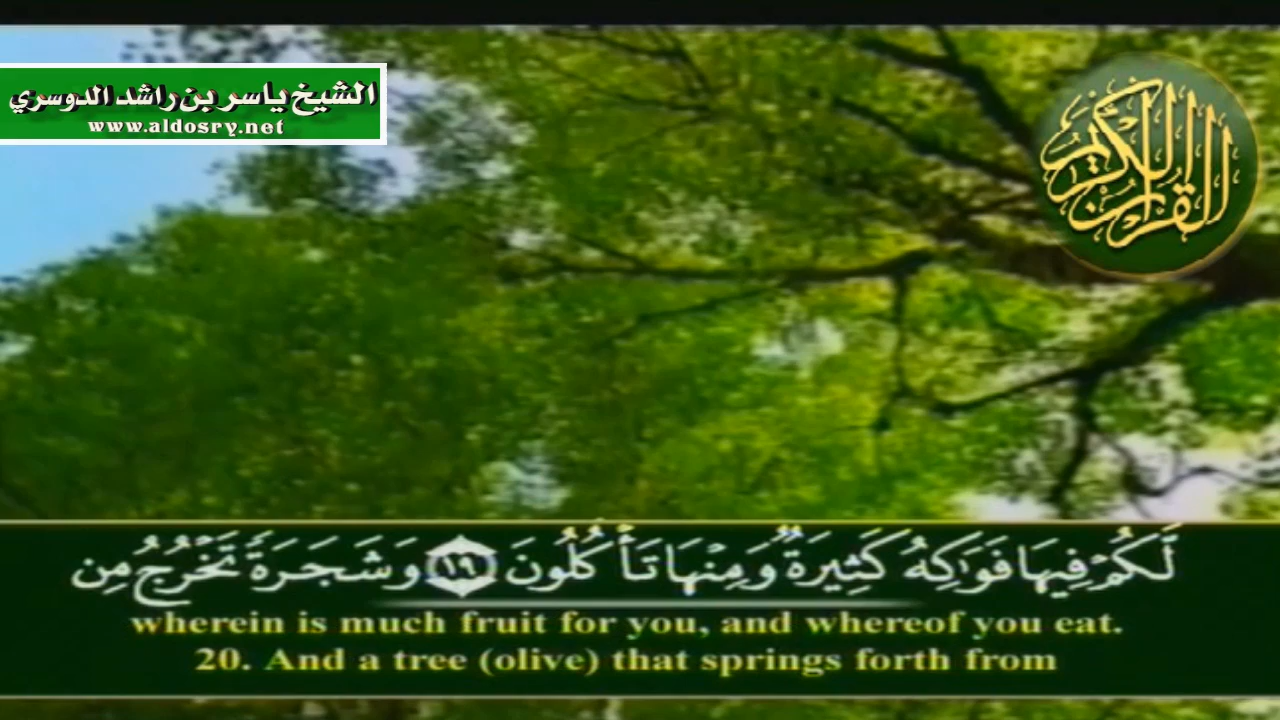 الشيخ ياسر بن راشد الدوسري
www.aldosry.net
القرآن الكريم
لَّكُمْ فِيهَا فَوَاكِهُ كَثِيرَةٌ وَمِنْهَا تَأْكُلُونَ ١٩ وَشَجَرَةً تَخْرُجُ مِن
wherein is much fruit for you, and whereof you eat.
20. And a tree (olive) that springs forth from